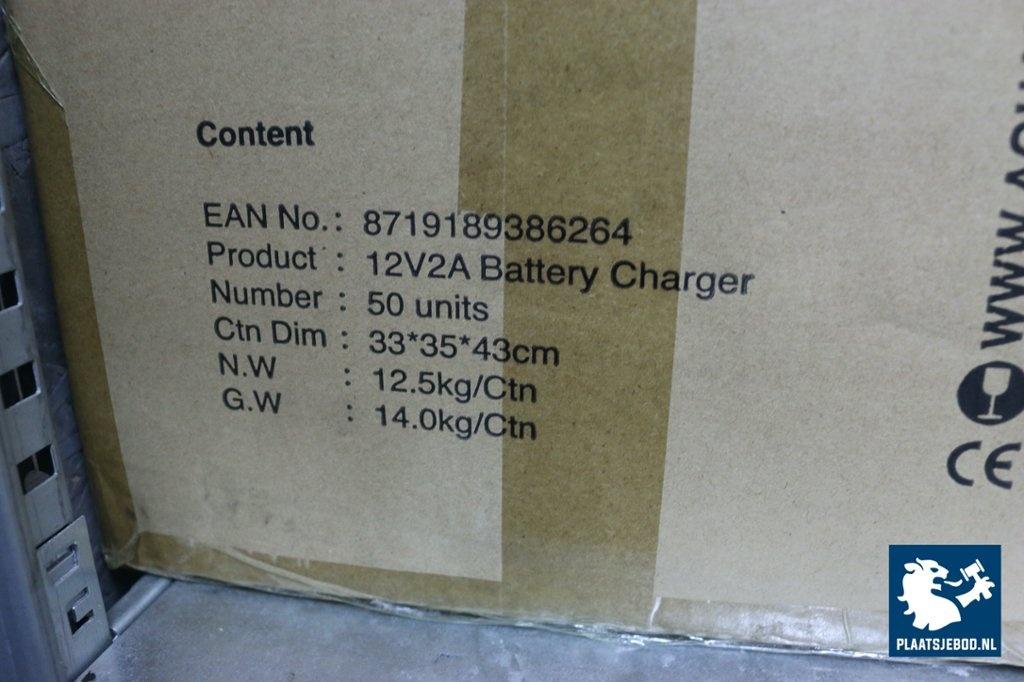 Content
EAN No. : 8719189386264
Product : 12V2A Battery Charger
Number : 50 units
Ctn Dim : 33*35*43cm
N.W : 12.5kg/Ctn
G.W : 14.0kg/Ctn
WWW.
CE
PLAATSJEBOD.NL